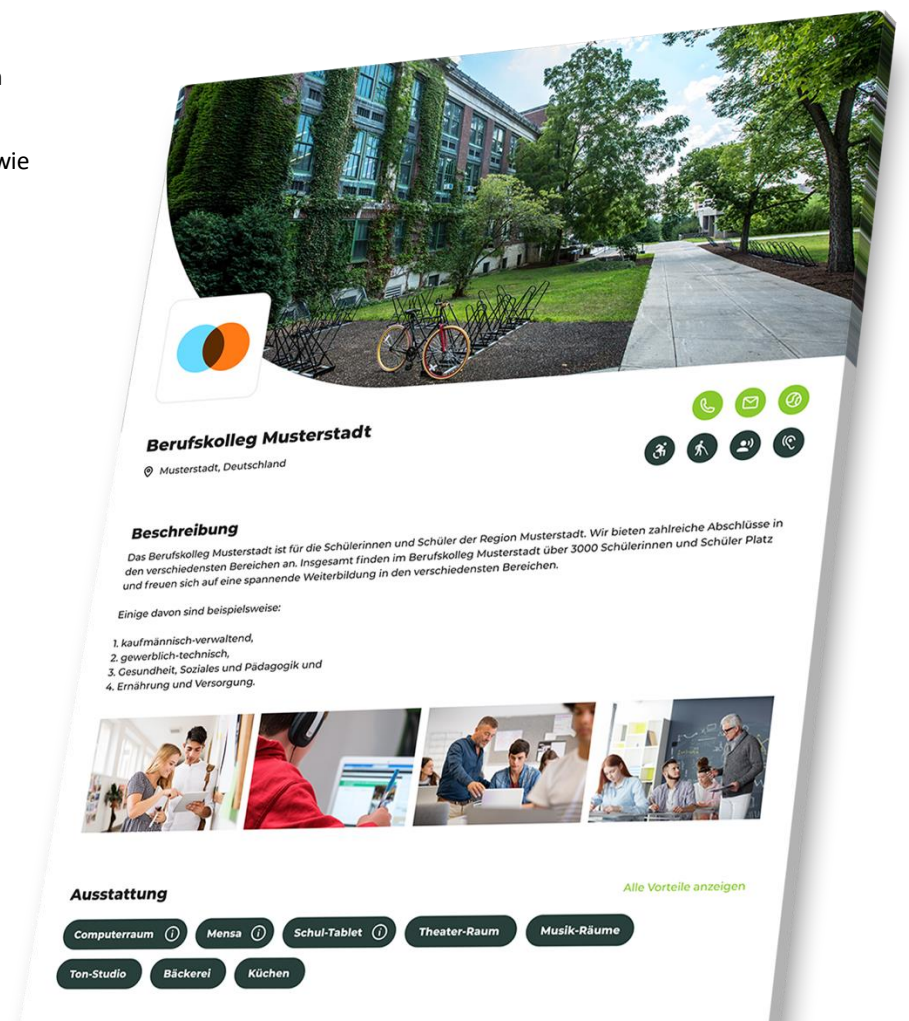 wie
Berufskolleg Musterstadt
Musterstadt, Deutschland
Beschreibung
Das Berufskolleg Musterstadt ist für die Schülerinnen und Schüler der Region Musterstadt. Wir bieten zahlreiche Abschlüsse in
den verschiedensten Bereichen an. Insgesamt finden im Berufskolleg Musterstadt über 3000 Schülerinnen und Schüler Platz
und freuen sich auf eine spannende Weiterbildung in den verschiedensten Bereichen.
Einige davon sind beispielsweise:
1. kaufmännisch-verwaltend,
2. gewerblich-technisch,
3. Gesundheit, Soziales und Pädagogik und
4. Ernährung und Versorgung.
Ausstattung
Alle Vorteile anzeigen
Computerraum Mensa Schul-Tablet Theater-Raum Musik-Räume
Ton-Studio Bäckerei Küchen